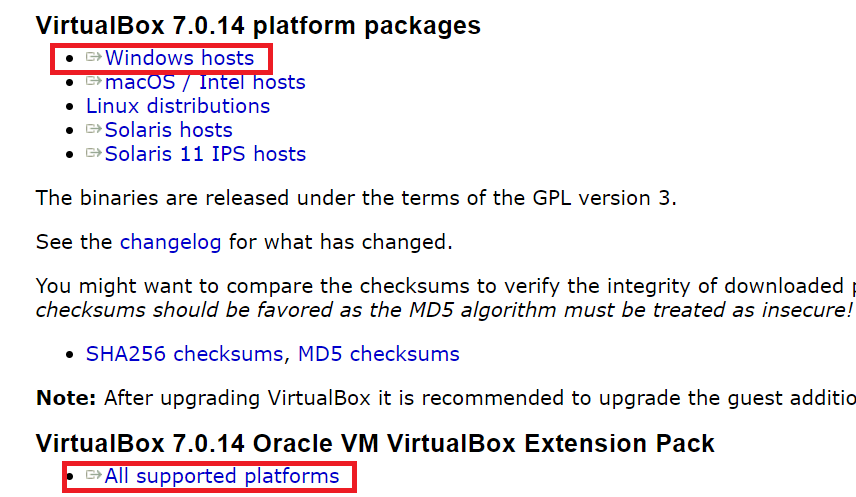 VirtualBox 7.0.14 platform packages
Windows hosts
macOS / Intel hosts
Linux distributions
Solaris hosts
Solaris 11 IPS hosts
The binaries are released under the terms of the GPL version 3.
See the changelog for what has changed.
You might want to compare the checksums to verify the integrity of downloaded
checksums should be favored as the MD5 algorithm must be treated as insecure!
SHA256 checksums, MD5 checksums
Note: After upgrading VirtualBox it is recommended to upgrade the guest
VirtualBox 7.0.14 Oracle VM VirtualBox Extension Pack
All supported platforms